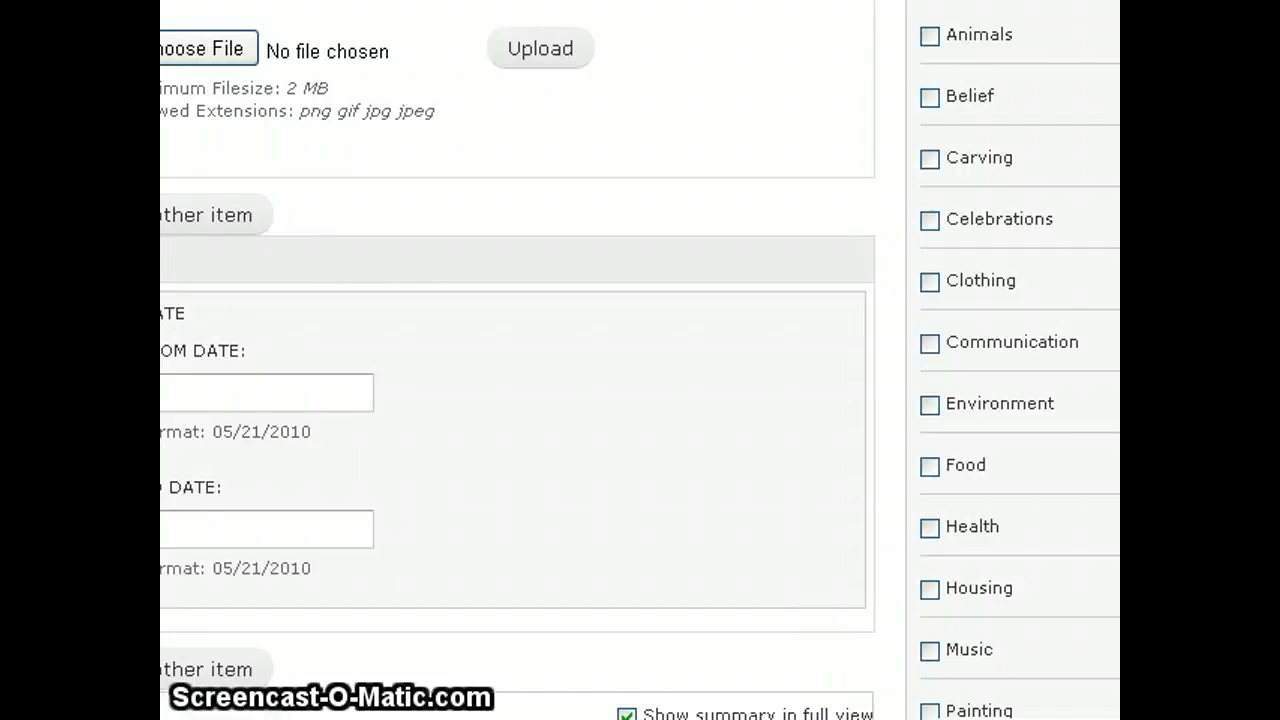 oose File No file chosen Upload
imum Filesize: 2 MB
wed Extensions: png gif jpg jpeg
ther item
ATE
OM DATE:
rmat: 05/21/2010
DATE:
rmat: 05/21/2010
ther item
Show summary in full view
Animals
Belief
Carving
Celebrations
Clothing
Communication
Environment
Food
Health
Housing
Music
Painting
Screencast-O-Matic.com